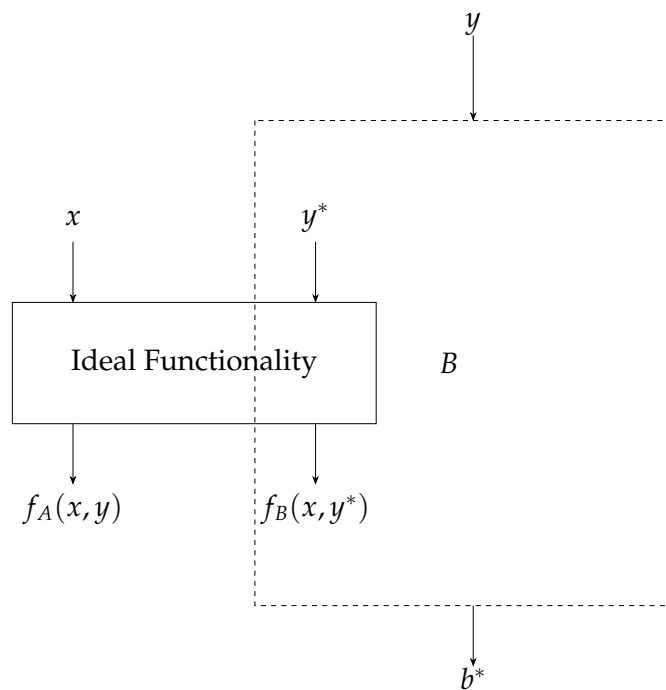 y
x y*
Ideal Functionality B
f_A(x, y) f_B(x, y*)
b*